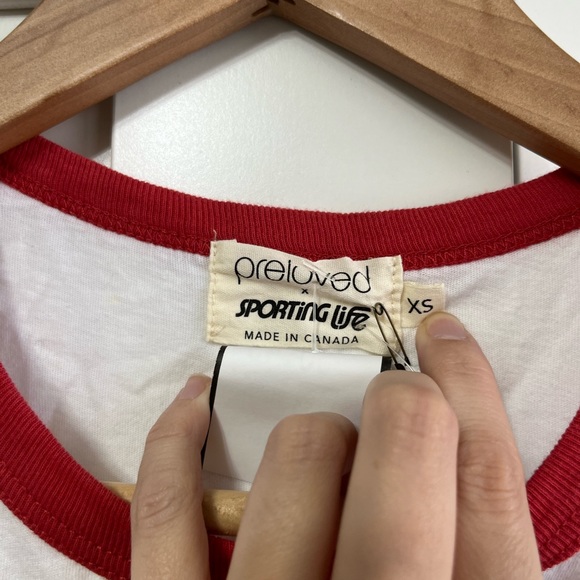 preloved
x
SPORTING LIFE
MADE IN CANADA
XS